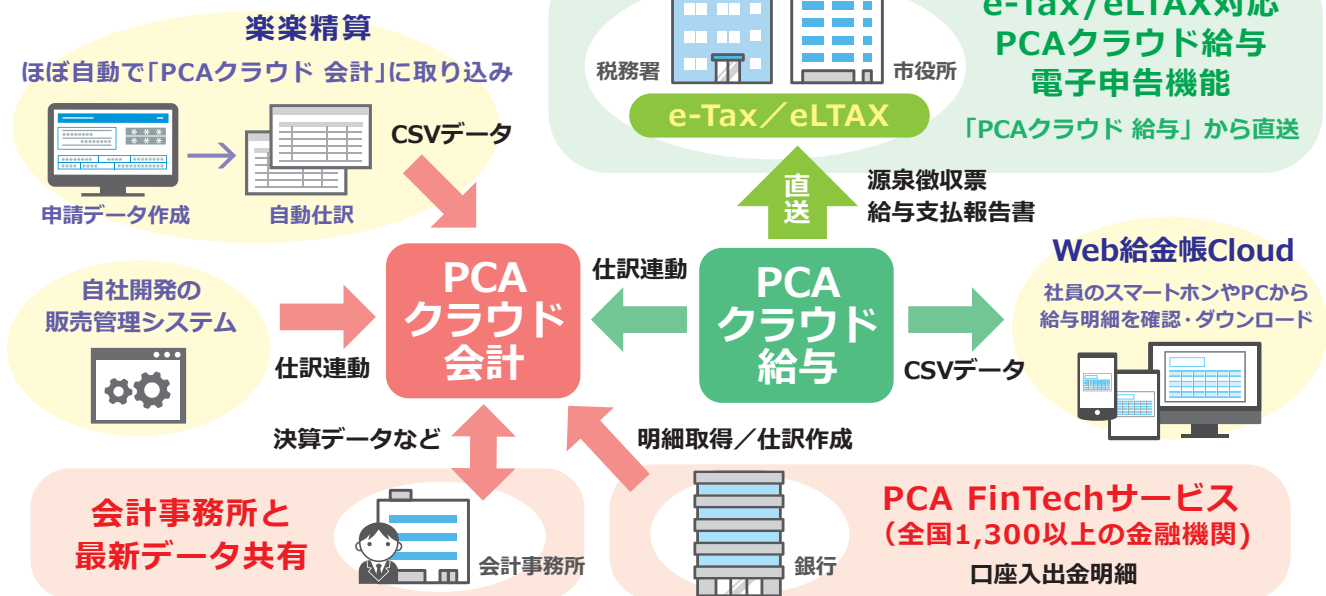 楽楽精算
ほぼ自動で「PCAクラウド 会計」に取り込み
申請データ作成
自動仕訳
CSVデータ
税務署
市役所
e-Tax／eLTAX
e-Tax/eLTAX対応
PCAクラウド給与
電子申告機能
「PCAクラウド 給与」から直送
直送
源泉徴収票
給与支払報告書
自社開発の
販売管理システム
仕訳連動
PCA
クラウド
会計
仕訳連動
PCA
クラウド
給与
CSVデータ
Web給金帳Cloud
社員のスマートホンやPCから
給与明細を確認・ダウンロード
決算データなど
明細取得／仕訳作成
会計事務所と
最新データ共有
会計事務所
銀行
PCA FinTechサービス
（全国1,300以上の金融機関)
口座入出金明細